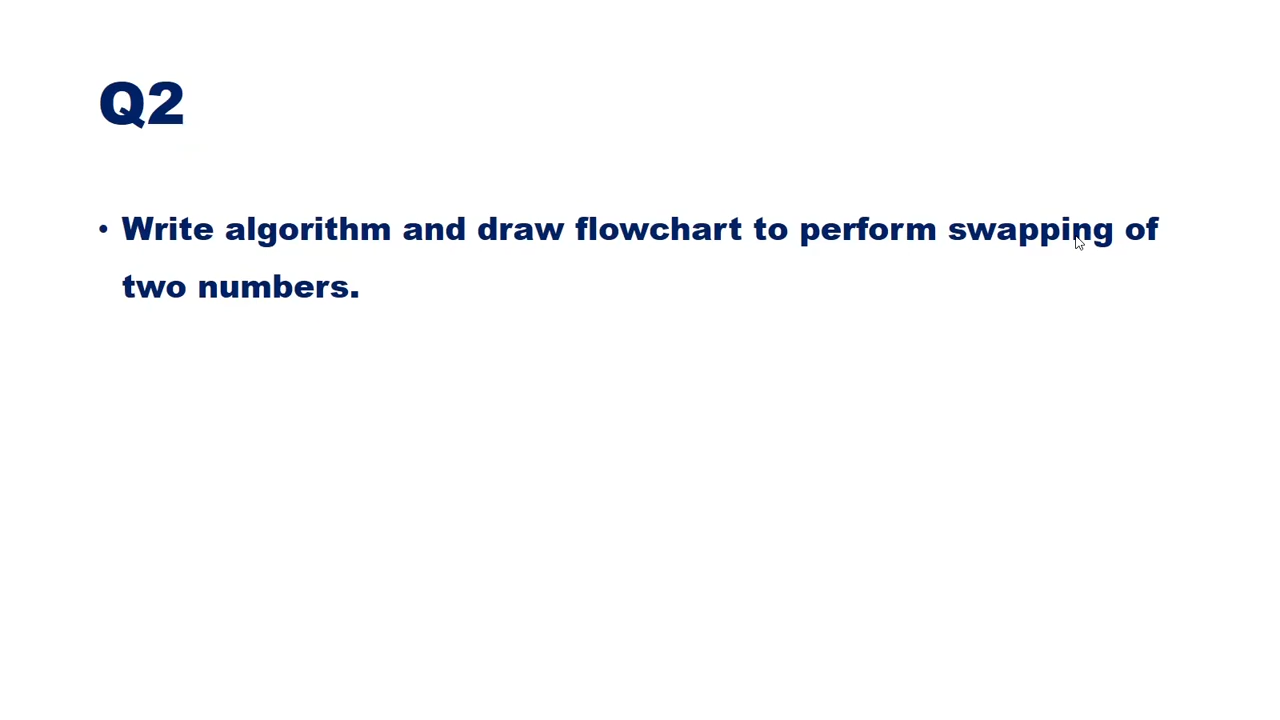 Q2
• Write algorithm and draw flowchart to perform swapping of
two numbers.